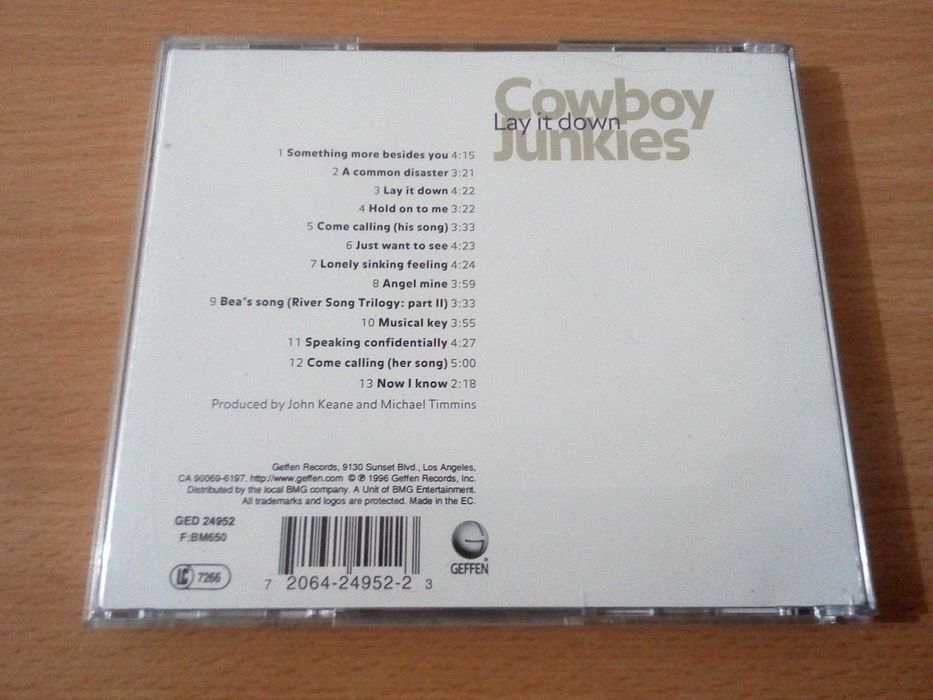 Cowboy
Lay it down
Junkies
1 Something more besides you 4:15
2 A common disaster 3:21
3 Lay it down 4:22
4 Hold on to me 3:22
5 Come calling (his song) 3:33
6 Just want to see 4:23
7 Lonely sinking feeling 4:24
8 Angel mine 3:59
9 Bea's song (River Song Trilogy: part II) 3:33
10 Musical key 3:55
11 Speaking confidentially 4:27
12 Come calling (her song) 5:00
13 Now I know 2:18
Produced by John Keane and Michael Timmins
Geffen Records, 9130 Sunset Blvd., Los Angeles,
CA 90069-6197. http://www.geffen.com © ℗ 1996 Geffen Records, Inc.
Distributed by the local BMG company. A Unit of BMG Entertainment.
All trademarks and logos are protected. Made in the EC.
GED 24952
F:BM650
LC 7266
7 2064-24952-2 3
G
GEFFEN